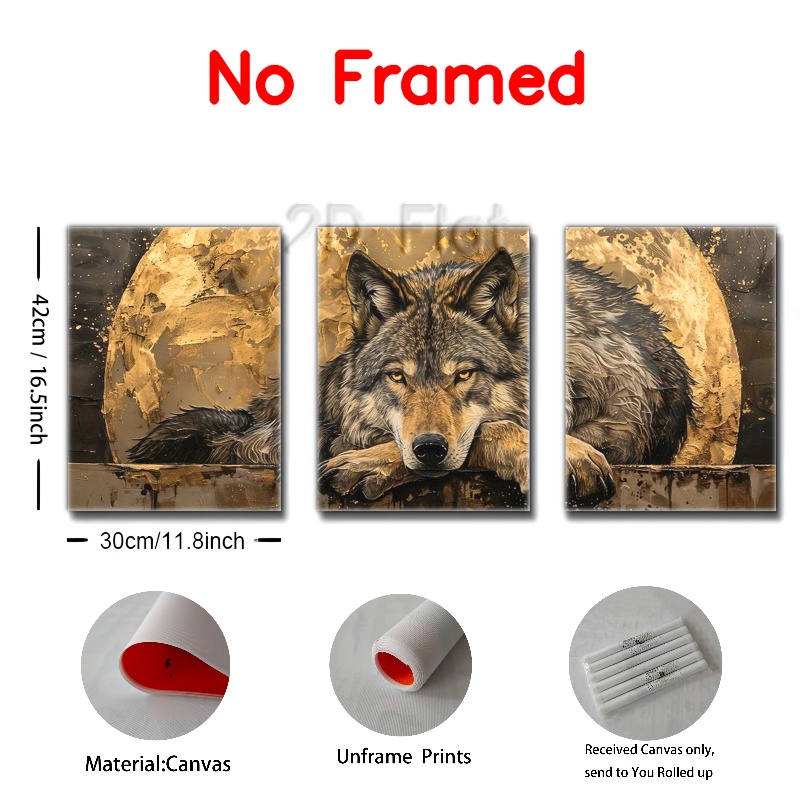 No Framed
2D Flat
42cm / 16.5inch
30cm/11.8inch
Material:Canvas
Unframe Prints
Received Canvas only,
send to You Rolled up